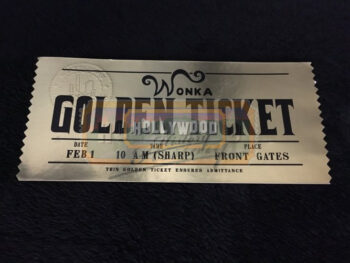 WONKA
GOLDEN TICKET
HOLLYWOOD
DATE TIME PLACE
FEB 1 10 A.M (SHARP) FRONT GATES
THIS GOLDEN TICKET ENSURES ADMITTANCE